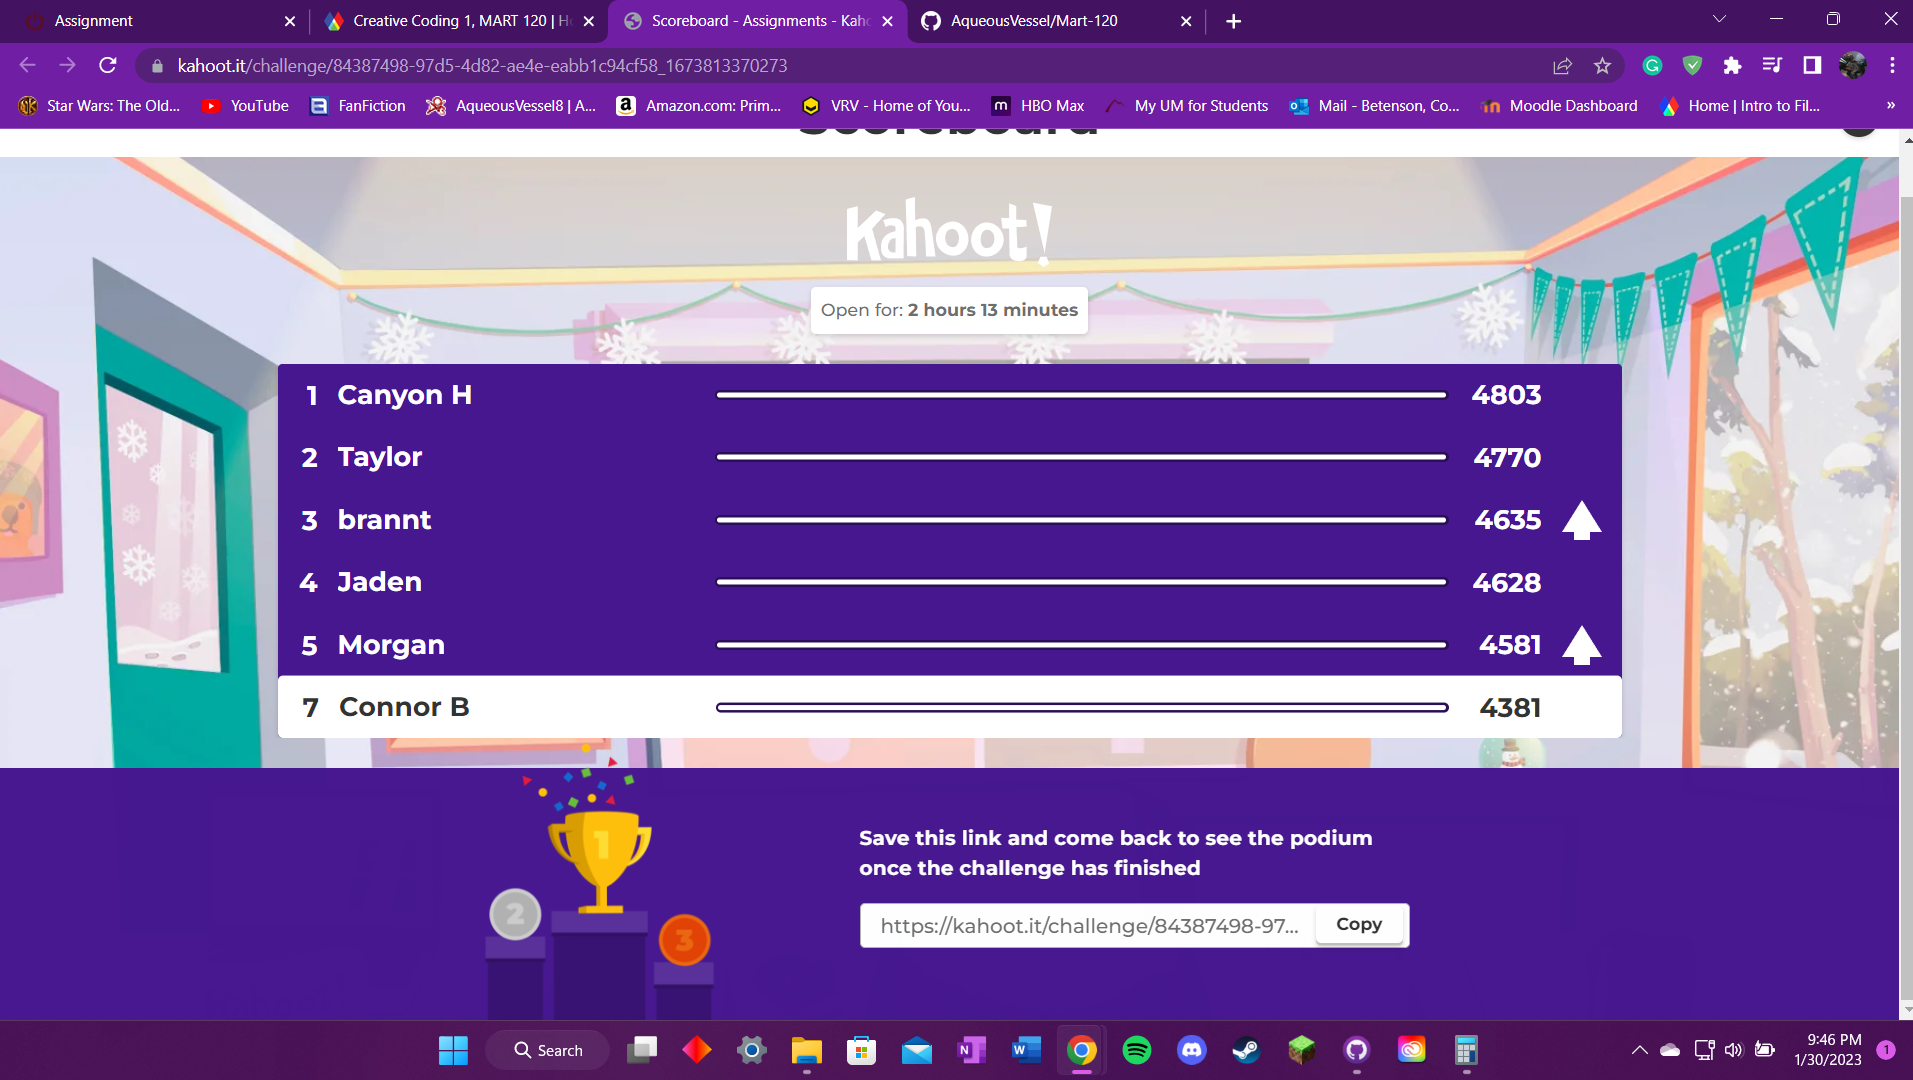 Assignment
Creative Coding 1, MART 120 | H
Scoreboard - Assignments - Kaho
AqueousVessel/Mart-120
kahoot.it/challenge/84387498-97d5-4d82-ae4e-eabb1c94cf58_1673813370273
Star Wars: The Old...
YouTube
FanFiction
AqueousVessel8 | A...
Amazon.com: Prim...
VRV - Home of You...
HBO Max
My UM for Students
Mail - Betenson, Co...
Moodle Dashboard
Home | Intro to Fil...
»
Scoreboard
Kahoot!
Open for: 2 hours 13 minutes
1 Canyon H 4803
2 Taylor 4770
3 brannt 4635
4 Jaden 4628
5 Morgan 4581
7 Connor B 4381
1
2
3
Save this link and come back to see the podium
once the challenge has finished
https://kahoot.it/challenge/84387498-97...
Copy
Search
9:46 PM
1/30/2023
1